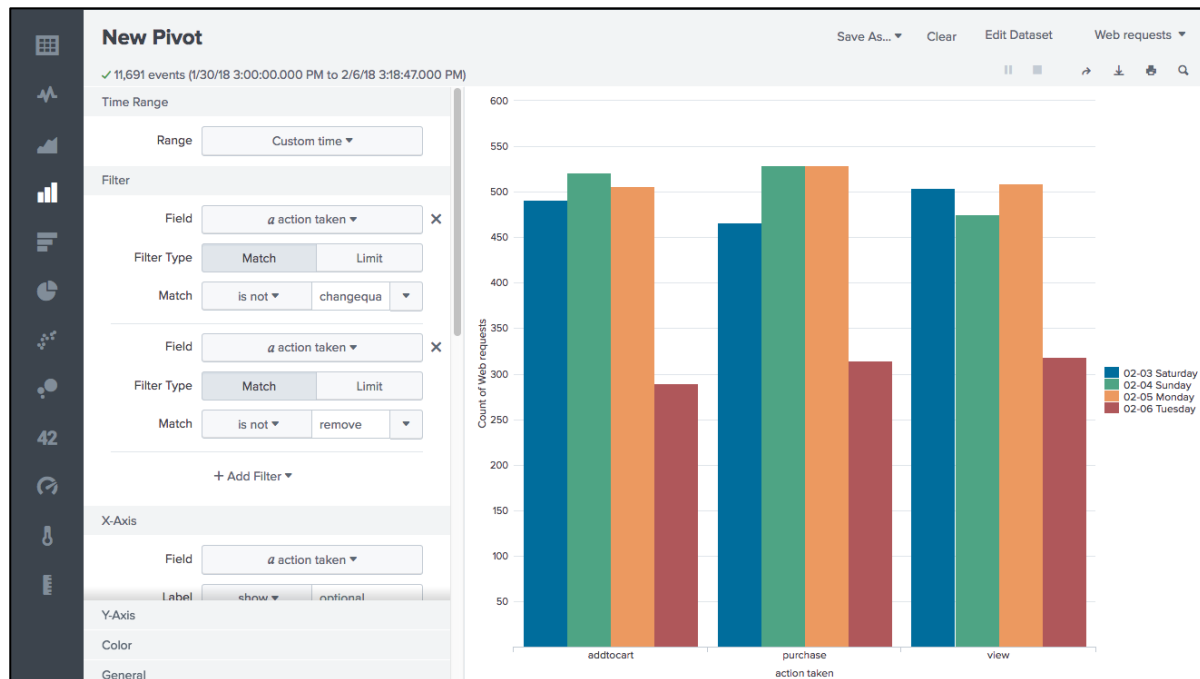 New Pivot
Save As...
Clear
Edit Dataset
Web requests
✓ 11,691 events (1/30/18 3:00:00.000 PM to 2/6/18 3:18:47.000 PM)
Time Range
Range
Custom time
Filter
Field
a action taken
Filter Type
Match
Limit
Match
is not
changequa
Field
a action taken
Filter Type
Match
Limit
Match
is not
remove
+ Add Filter
X-Axis
Field
a action taken
Label
show
optional
Y-Axis
Color
General
42
600
550
500
450
400
350
300
250
200
150
100
50
Count of Web requests
addtocart
purchase
view
action taken
02-03 Saturday
02-04 Sunday
02-05 Monday
02-06 Tuesday